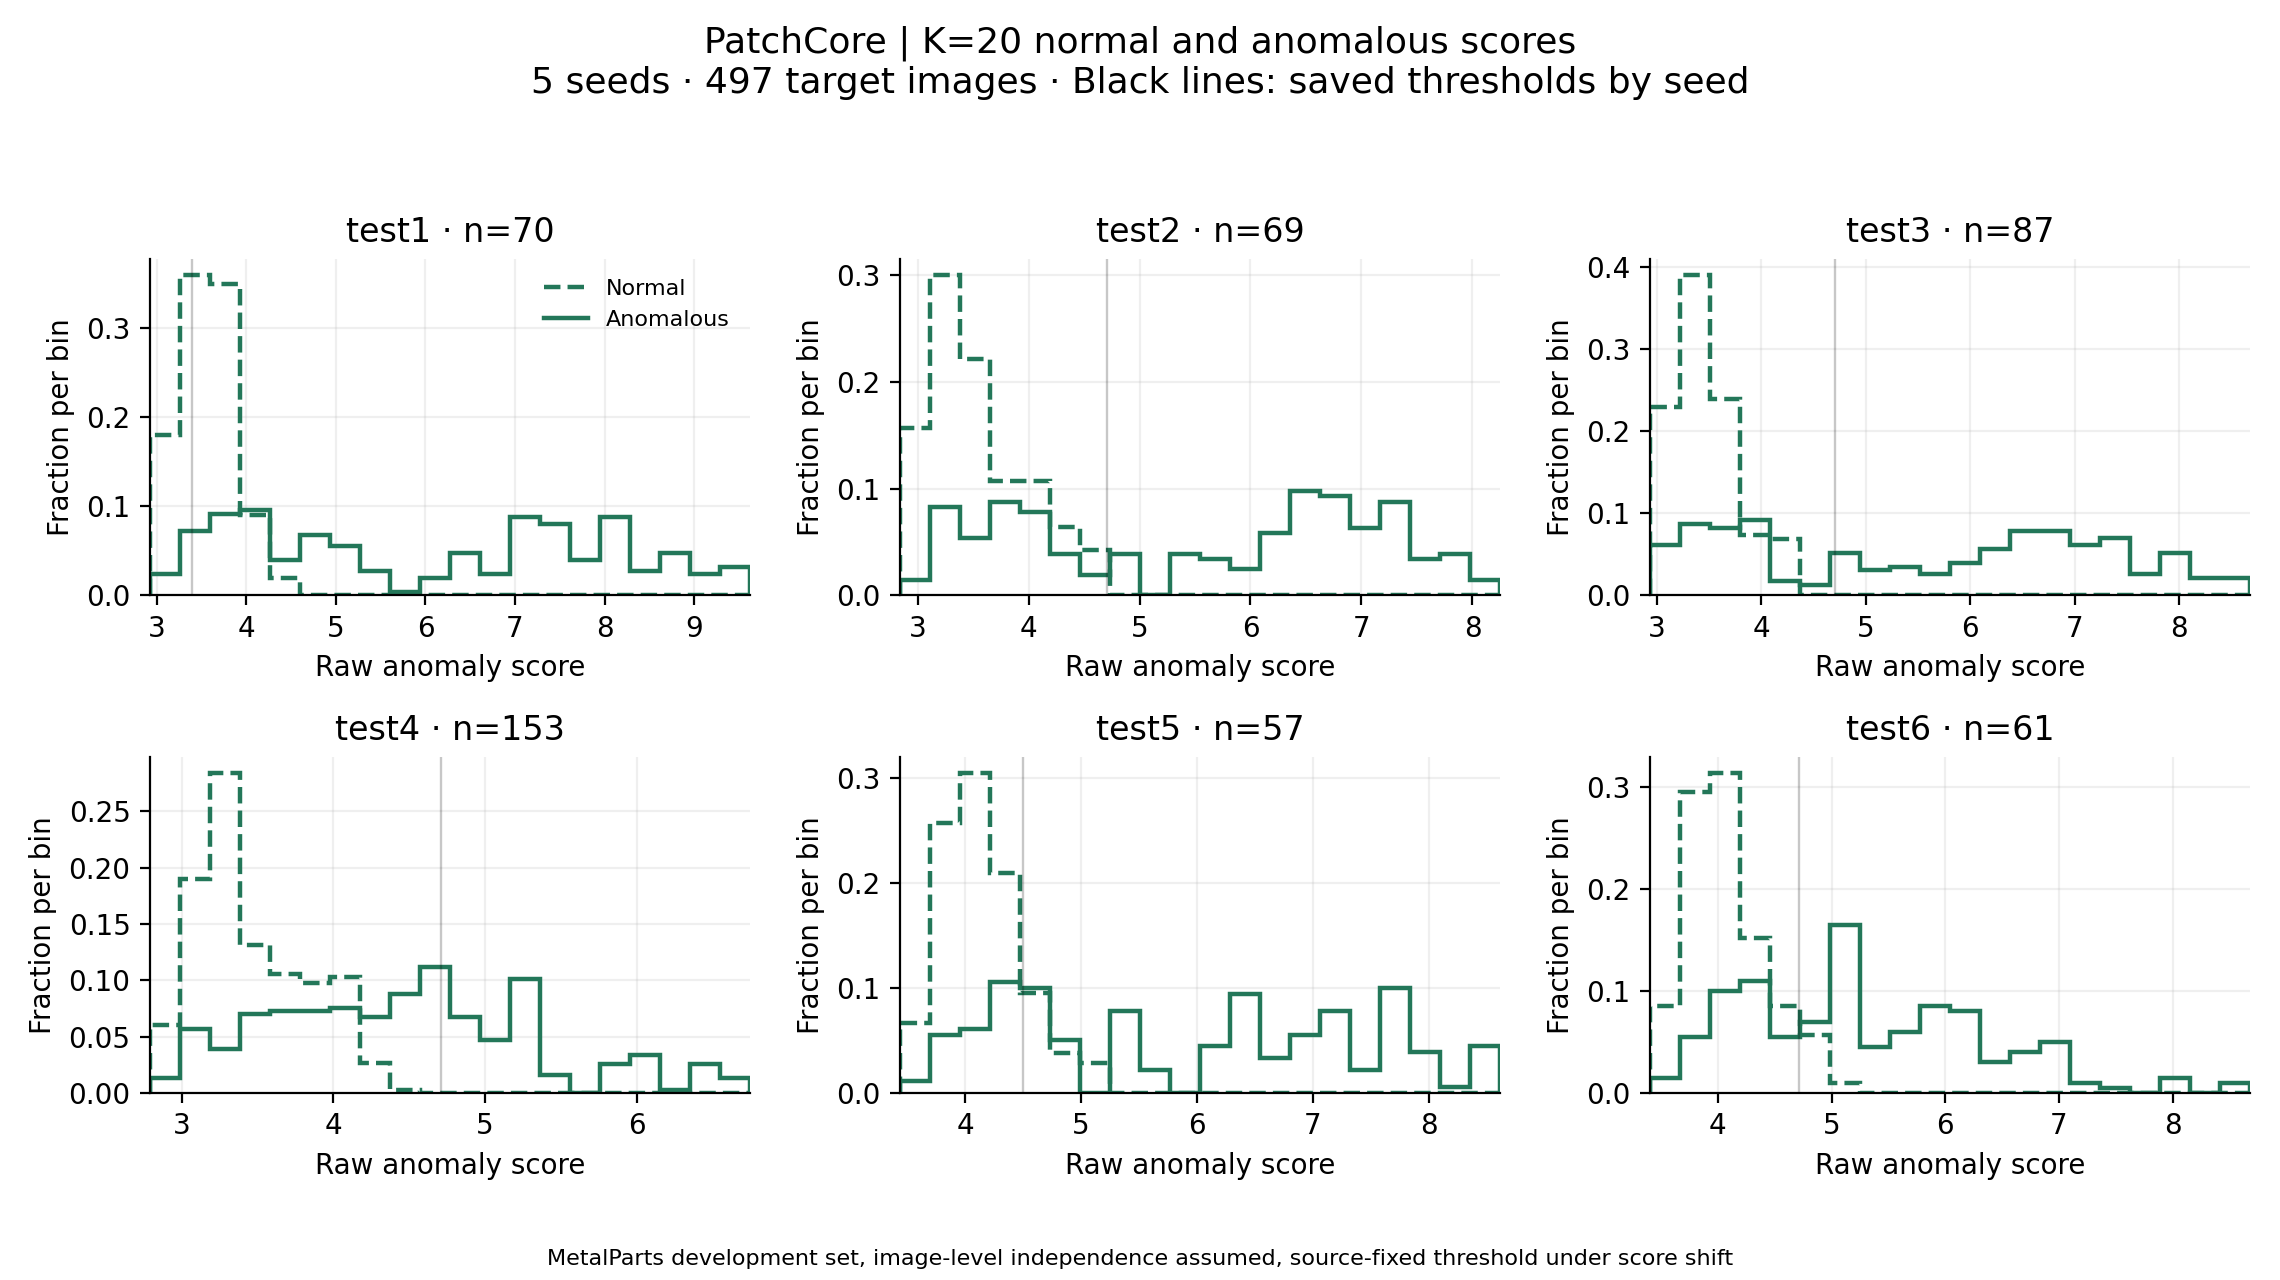 PatchCore | K=20 normal and anomalous scores
5 seeds · 497 target images · Black lines: saved thresholds by seed
test1 · n=70
Fraction per bin
0.3
0.2
0.1
0.0
Normal
Anomalous
3 4 5 6 7 8 9
Raw anomaly score
test2 · n=69
Fraction per bin
0.3
0.2
0.1
0.0
3 4 5 6 7 8
Raw anomaly score
test3 · n=87
Fraction per bin
0.4
0.3
0.2
0.1
0.0
3 4 5 6 7 8
Raw anomaly score
test4 · n=153
Fraction per bin
0.25
0.20
0.15
0.10
0.05
0.00
3 4 5 6
Raw anomaly score
test5 · n=57
Fraction per bin
0.3
0.2
0.1
0.0
4 5 6 7 8
Raw anomaly score
test6 · n=61
Fraction per bin
0.3
0.2
0.1
0.0
4 5 6 7 8
Raw anomaly score
MetalParts development set, image-level independence assumed, source-fixed threshold under score shift